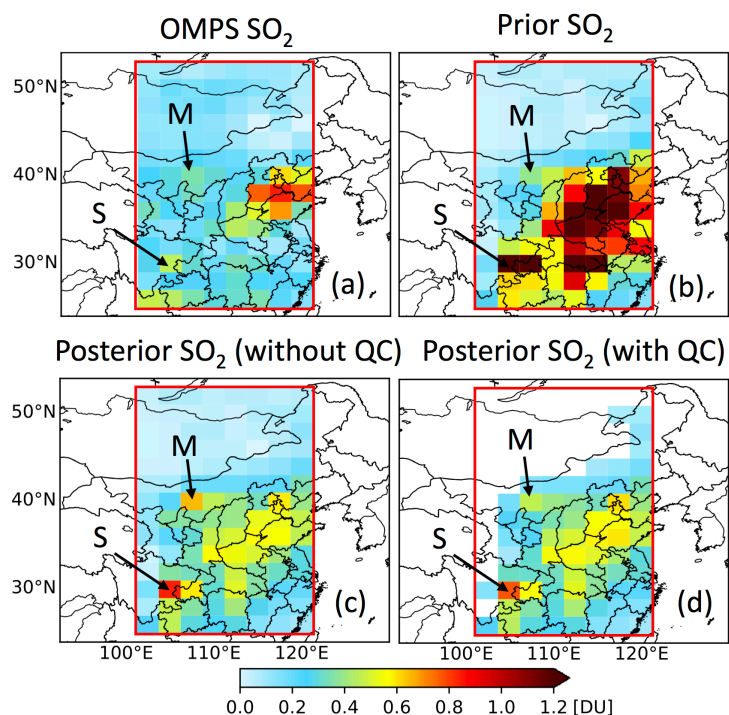 OMPS SO₂
Prior SO₂
50°N
40°N
30°N
M
S
(a)
M
S
(b)
Posterior SO₂ (without QC)
Posterior SO₂ (with QC)
50°N
40°N
30°N
M
S
(c)
M
S
(d)
100°E
110°E
120°E
100°E
110°E
120°E
0.0 0.2 0.4 0.6 0.8 1.0 1.2 [DU]